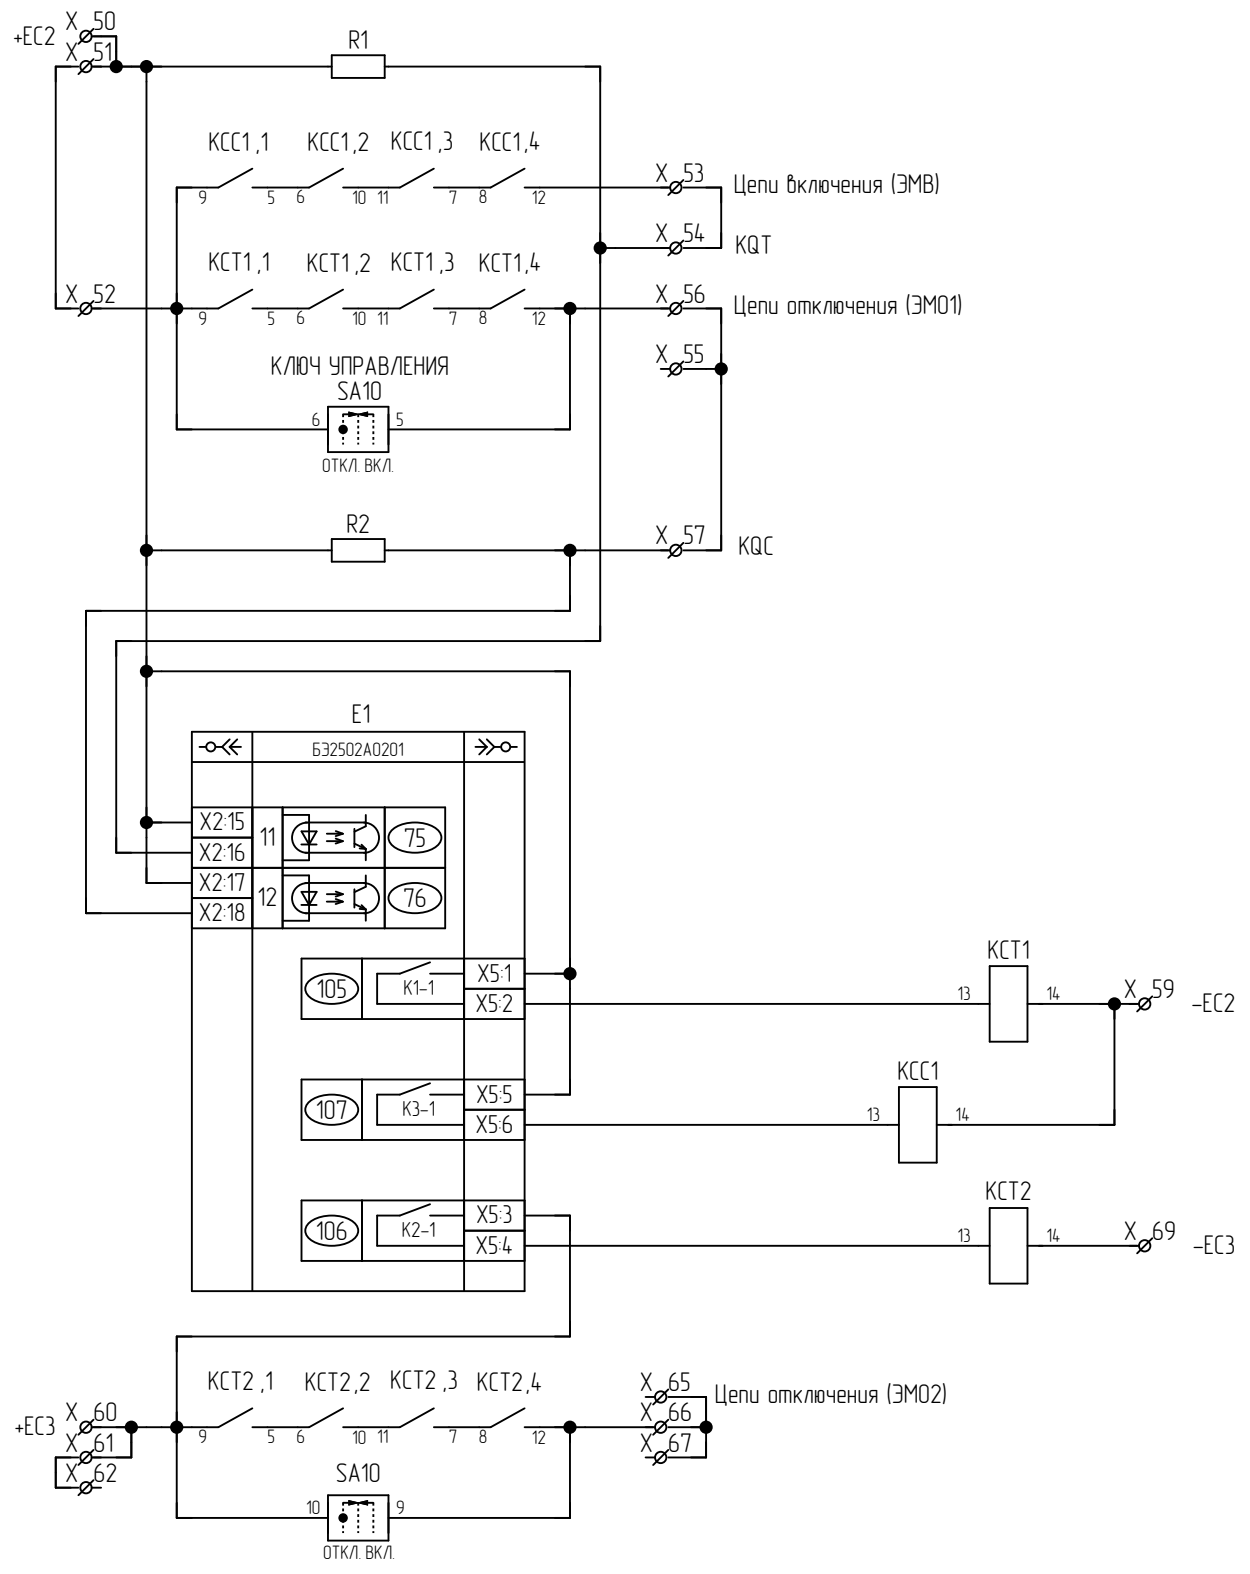 X 50
+EC2
X 51
R1
KCC1,1 KCC1,2 KCC1,3 KCC1,4
9 5 6 10 11 7 8 12
X 53
Цепи включения (ЭМВ)
X 54
KQT
KCT1,1 KCT1,2 KCT1,3 KCT1,4
X 52
9 5 6 10 11 7 8 12
X 56
Цепи отключения (ЭМО1)
X 55
КЛЮЧ УПРАВЛЕНИЯ
SA10
6 5
ОТКЛ. ВКЛ.
R2
X 57
KQC
E1
БЭ2502А0201
X2:15
11
75
X2:16
X2:17
12
76
X2:18
105
K1-1
X5:1
X5:2
KCT1
13 14
X 59
-EC2
107
K3-1
X5:5
X5:6
KCC1
13 14
106
K2-1
X5:3
X5:4
KCT2
13 14
X 69
-EC3
KCT2,1 KCT2,2 KCT2,3 KCT2,4
9 5 6 10 11 7 8 12
X 65
Цепи отключения (ЭМО2)
X 66
X 67
X 60
+EC3
X 61
X 62
SA10
10 9
ОТКЛ. ВКЛ.